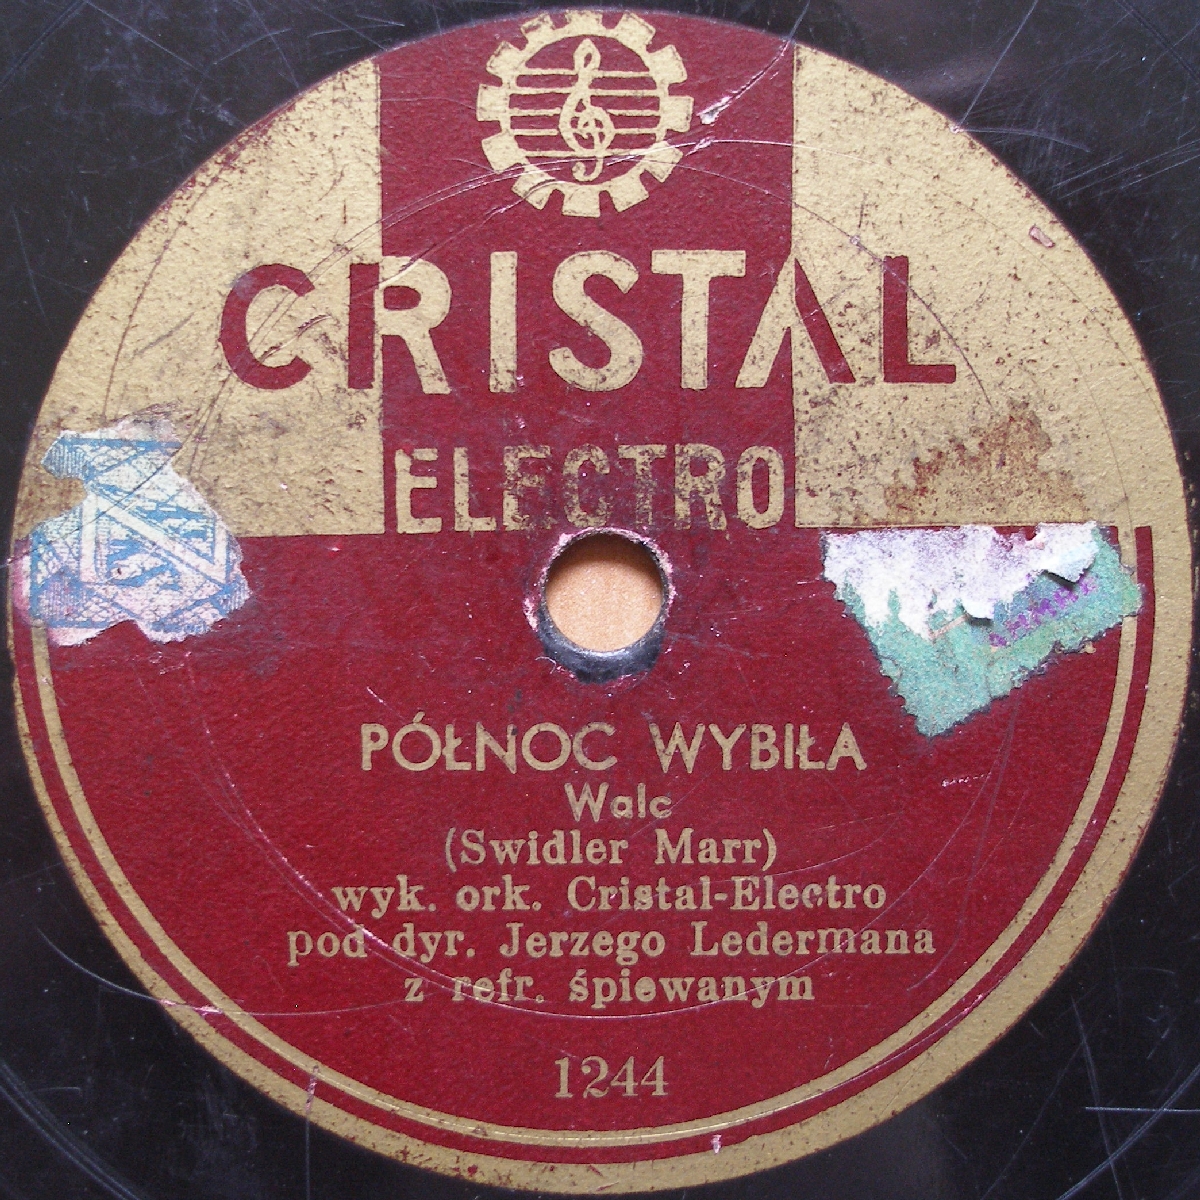 CRISTAL
ELECTRO
PÓŁNOC WYBIŁA
Walc
(Swidler Marr)
wyk. ork. Cristal-Electro
pod dyr. Jerzego Ledermana
z refr. śpiewanym
1244